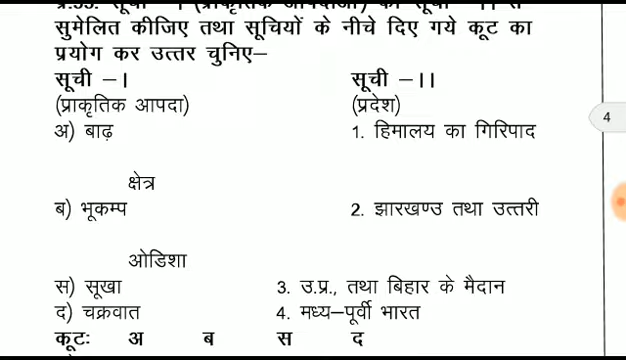 सुमेलित कीजिए तथा सूचियों के नीचे दिए गये कूट का
प्रयोग कर उत्तर चुनिए–
सूची –I सूची –II
(प्राकृतिक आपदा) (प्रदेश)
अ) बाढ़ 1. हिमालय का गिरिपाद
4
क्षेत्र
ब) भूकम्प 2. झारखण्ड तथा उत्तरी
ओडिशा
स) सूखा 3. उ.प्र., तथा बिहार के मैदान
द) चक्रवात 4. मध्य–पूर्वी भारत
कूटः अ ब स द